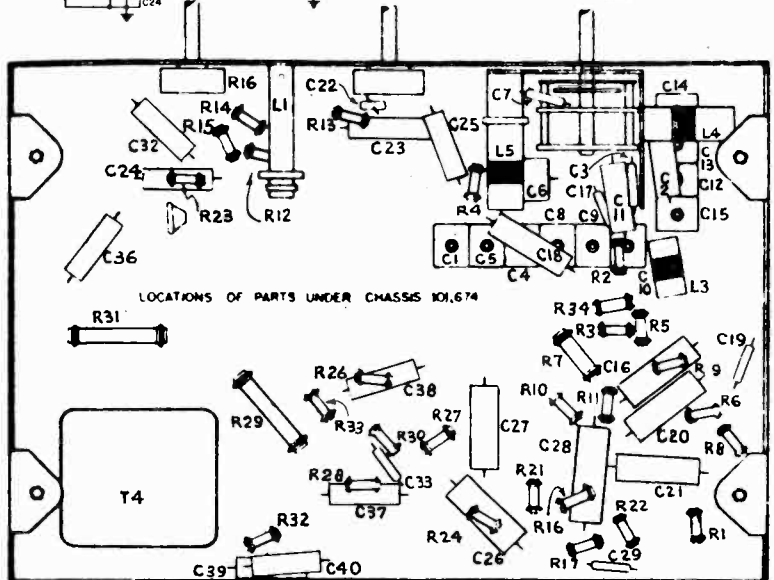 C24
R16
C22
C7
C14
R14
L1
R15
R13
C25
L4
C32
C23
L5
C3
C
13
C24
C6
C17
C
2
C12
R4
C
11
R23
R12
C8
C9
C15
C36
C1
C5
C18
C4
R2
C
10
L3
LOCATIONS OF PARTS UNDER CHASSIS 101,674
R31
R34
R3
R5
C19
R7
C16
R9
R26
C38
R10
R11
R6
R29
R33
R30
R27
C27
C28
C20
R8
R28
C33
R21
C21
T4
C37
R16
R22
R1
R24
R32
C26
R17
C29
C39
C40